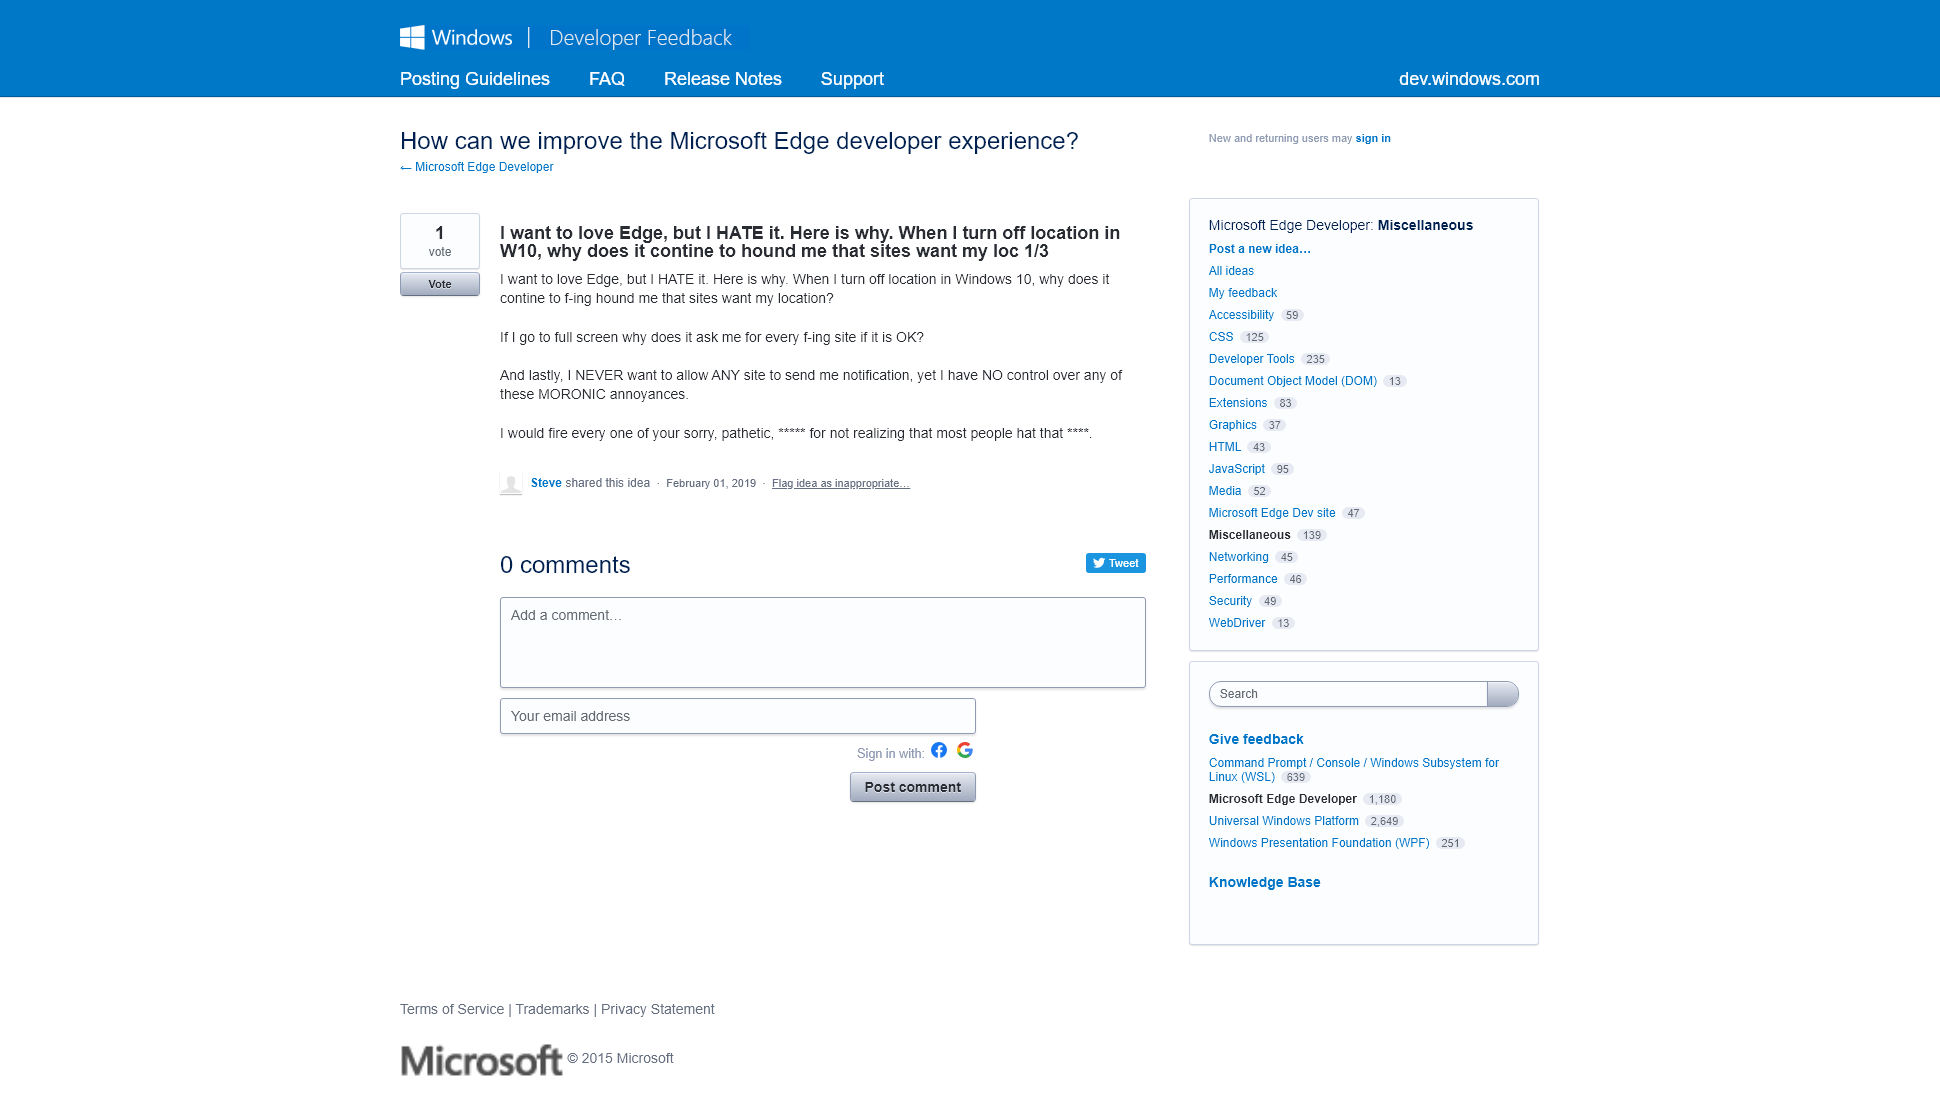 Windows | Developer Feedback
Posting Guidelines FAQ Release Notes Support dev.windows.com
How can we improve the Microsoft Edge developer experience?
← Microsoft Edge Developer
New and returning users may sign in
1
vote
Vote
I want to love Edge, but I HATE it. Here is why. When I turn off location in
W10, why does it contine to hound me that sites want my loc 1/3
I want to love Edge, but I HATE it. Here is why. When I turn off location in Windows 10, why does it
contine to f-ing hound me that sites want my location?
If I go to full screen why does it ask me for every f-ing site if it is OK?
And lastly, I NEVER want to allow ANY site to send me notification, yet I have NO control over any of
these MORONIC annoyances.
I would fire every one of your sorry, pathetic, ***** for not realizing that most people hat that ****.
Steve shared this idea · February 01, 2019 · Flag idea as inappropriate…
0 comments
Tweet
Add a comment…
Your email address
Sign in with:
Post comment
Microsoft Edge Developer: Miscellaneous
Post a new idea…
All ideas
My feedback
Accessibility 59
CSS 125
Developer Tools 235
Document Object Model (DOM) 13
Extensions 83
Graphics 37
HTML 43
JavaScript 95
Media 52
Microsoft Edge Dev site 47
Miscellaneous 139
Networking 45
Performance 46
Security 49
WebDriver 13
Search
Give feedback
Command Prompt / Console / Windows Subsystem for
Linux (WSL) 639
Microsoft Edge Developer 1,180
Universal Windows Platform 2,649
Windows Presentation Foundation (WPF) 251
Knowledge Base
Terms of Service | Trademarks | Privacy Statement
Microsoft © 2015 Microsoft